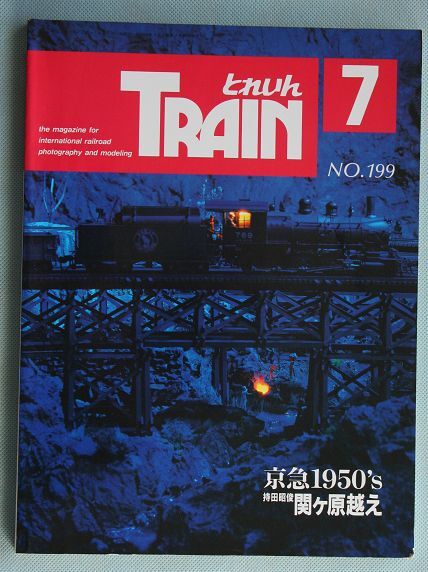 とれいん
TRAIN
7
the magazine for
international railroad
photography and modeling
NO.199
769
京急1950's
持田昭俊 関ヶ原越え